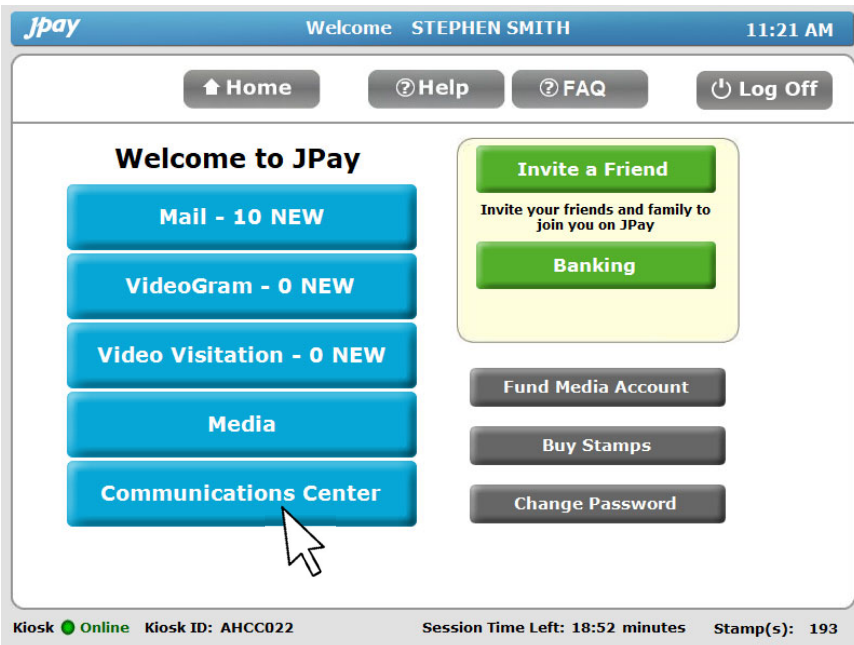 JPay Welcome STEPHEN SMITH 11:21 AM
Home ?Help ?FAQ Log Off
Welcome to JPay
Mail - 10 NEW
VideoGram - 0 NEW
Video Visitation - 0 NEW
Media
Communications Center
Invite a Friend
Invite your friends and family to
join you on JPay
Banking
Fund Media Account
Buy Stamps
Change Password
Kiosk Online Kiosk ID: AHCC022 Session Time Left: 18:52 minutes Stamp(s): 193